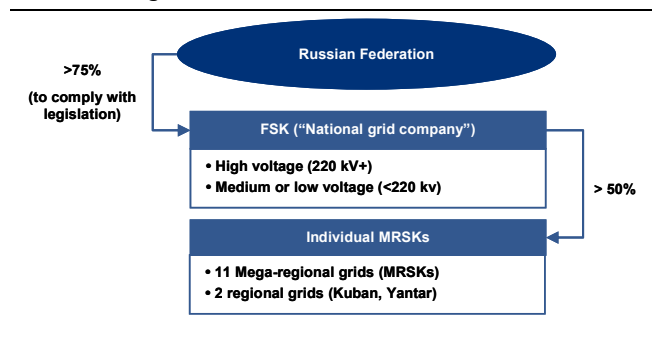 Russian Federation
>75%
(to comply with
legislation)
FSK (“National grid company”)
• High voltage (220 kV+)
• Medium or low voltage (<220 kv)
> 50%
Individual MRSKs
• 11 Mega-regional grids (MRSKs)
• 2 regional grids (Kuban, Yantar)